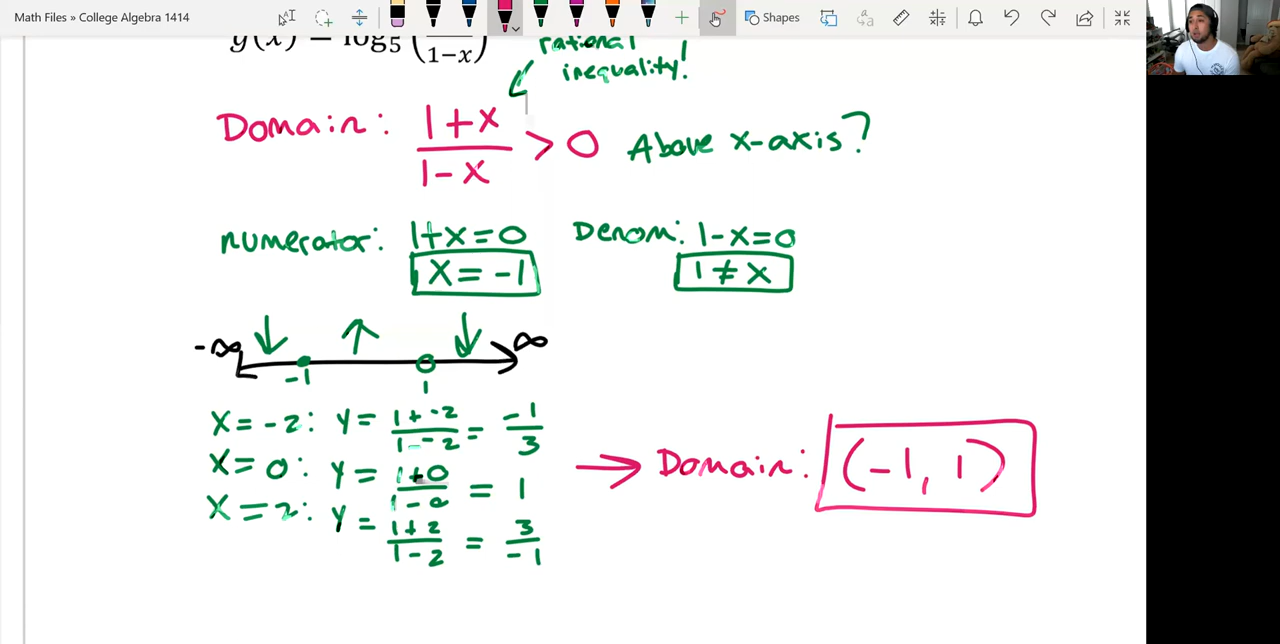 Math Files » College Algebra 1414
Shapes
y(x) = log₅ ( / (1-x))
rational
inequality!
Domain: (1+x)/(1-x) > 0 Above x-axis?
numerator: 1+x=0 Denom: 1-x=0
x = -1 1 ≠ x
-∞ ↓ ↑ ↓ ∞
-1 1
x = -2: y = (1+-2)/(1--2) = -1/3
x = 0: y = (1+0)/(1-0) = 1
→ Domain: (-1, 1)
x = 2: y = (1+2)/(1-2) = 3/-1